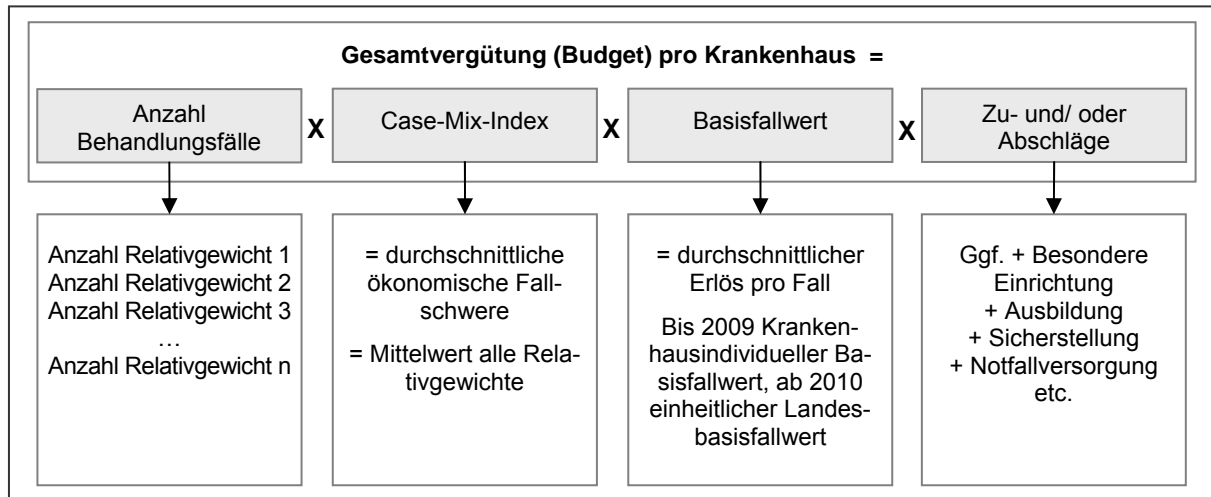 Gesamtvergütung (Budget) pro Krankenhaus =
Anzahl
Behandlungsfälle
X
Case-Mix-Index
X
Basisfallwert
X
Zu- und/ oder
Abschläge
Anzahl Relativgewicht 1
Anzahl Relativgewicht 2
Anzahl Relativgewicht 3
…
Anzahl Relativgewicht n
= durchschnittliche
ökonomische Fall-
schwere
= Mittelwert alle Rela-
tivgewichte
= durchschnittlicher
Erlös pro Fall
Bis 2009 Kranken-
hausindividueller Ba-
sisfallwert, ab 2010
einheitlicher Landes-
basisfallwert
Ggf. + Besondere
Einrichtung
+ Ausbildung
+ Sicherstellung
+ Notfallversorgung
etc.